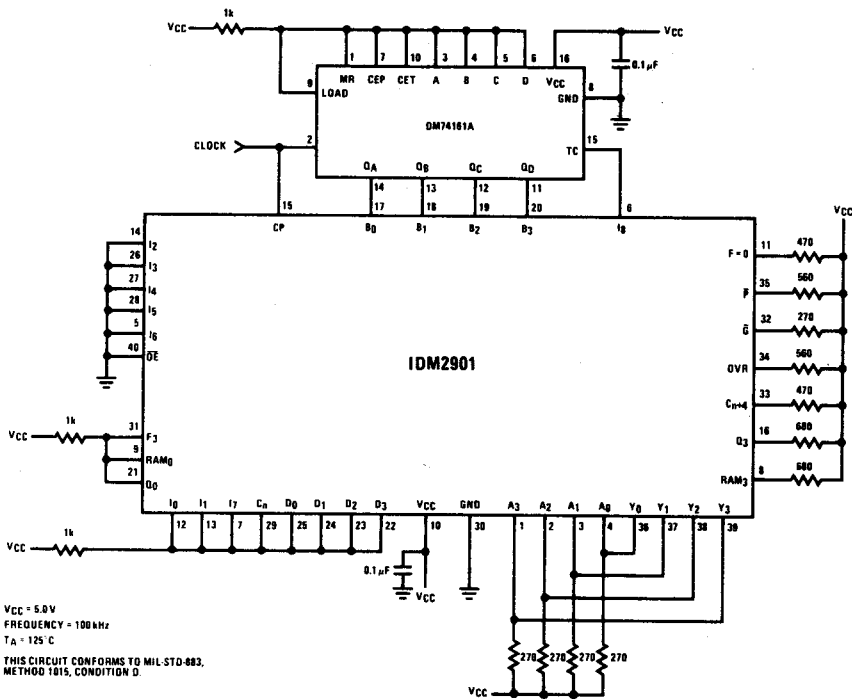 1k
VCC
VCC
1 7 10 3 4 5 6 16
MR CEP CET A B C D VCC
0.1 µF
9 LOAD
GND 8
DM74161A
CLOCK
2
15
TC
QA QB QC QD
14 13 12 11
15 17 18 19 20 6
CP B0 B1 B2 B3 I8
VCC
14 I2
26 I3
27 I4
28 I5
5 I6
40 OE
F = 0 11 470
P 35 560
G 32 270
OVR 34 560
Cn+4 33 470
Q3 16 680
RAM3 8 680
IDM2901
1k
VCC
31 F3
9 RAM0
21 Q0
I0 I1 I7 Cn D0 D1 D2 D3 VCC GND A3 A2 A1 A0 Y0 Y1 Y2 Y3
12 13 7 29 25 24 23 22 10 30 1 2 3 4 36 37 38 39
1k
VCC
0.1 µF
VCC
270 270 270 270
VCC
VCC = 5.0 V
FREQUENCY = 100 kHz
TA = 125°C
THIS CIRCUIT CONFORMS TO MIL-STD-883,
METHOD 1015, CONDITION D.